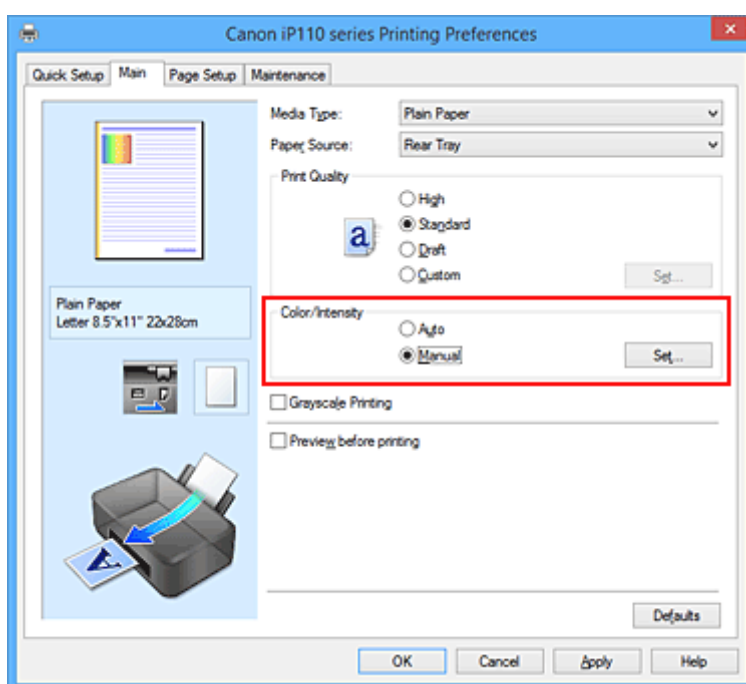 Canon iP110 series Printing Preferences
Quick Setup Main Page Setup Maintenance
Media Type: Plain Paper
Paper Source: Rear Tray
Print Quality
High
a Standard
Draft
Custom Set...
Plain Paper
Letter 8.5"x11" 22x28cm
Color/Intensity
Auto
Manual Set...
Grayscale Printing
Preview before printing
A
Defaults
OK Cancel Apply Help